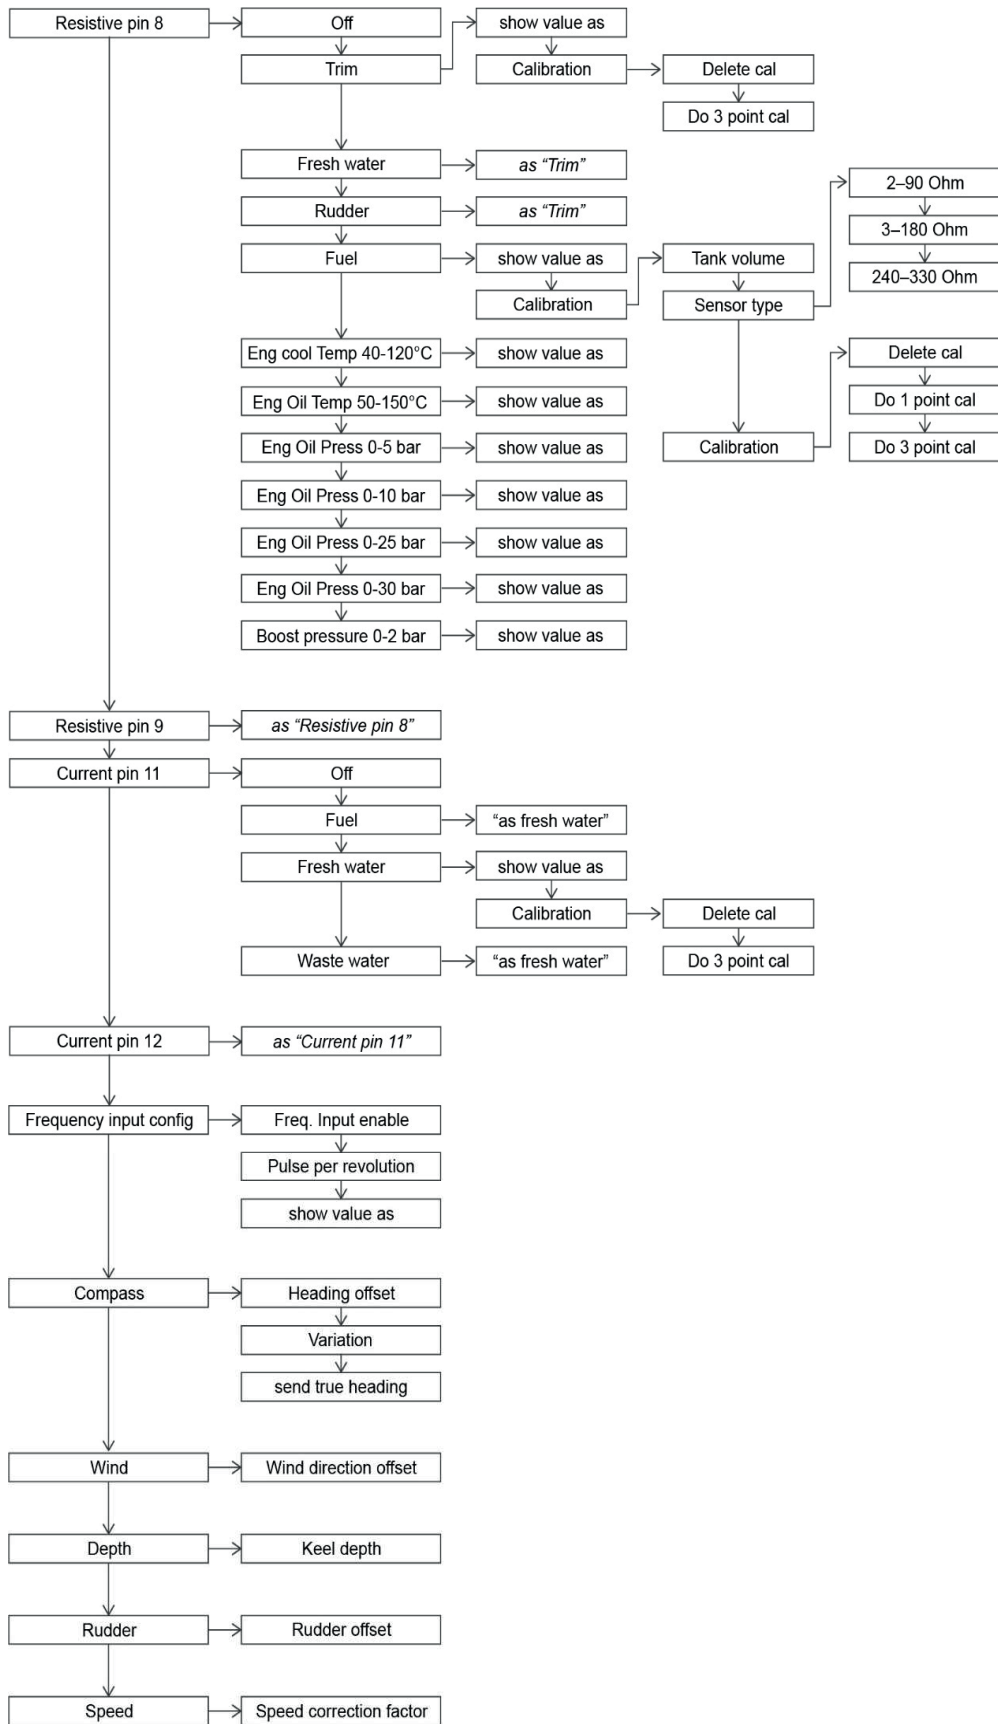 Resistive pin 8
Off
show value as
Trim
Calibration
Delete cal
Do 3 point cal
Fresh water
as “Trim”
2–90 Ohm
Rudder
as “Trim”
3–180 Ohm
Fuel
show value as
Tank volume
240–330 Ohm
Calibration
Sensor type
Eng cool Temp 40-120°C
show value as
Delete cal
Eng Oil Temp 50-150°C
show value as
Do 1 point cal
Eng Oil Press 0-5 bar
show value as
Calibration
Do 3 point cal
Eng Oil Press 0-10 bar
show value as
Eng Oil Press 0-25 bar
show value as
Eng Oil Press 0-30 bar
show value as
Boost pressure 0-2 bar
show value as
Resistive pin 9
as “Resistive pin 8”
Current pin 11
Off
Fuel
“as fresh water”
Fresh water
show value as
Calibration
Delete cal
Waste water
“as fresh water”
Do 3 point cal
Current pin 12
as “Current pin 11”
Frequency input config
Freq. Input enable
Pulse per revolution
show value as
Compass
Heading offset
Variation
send true heading
Wind
Wind direction offset
Depth
Keel depth
Rudder
Rudder offset
Speed
Speed correction factor